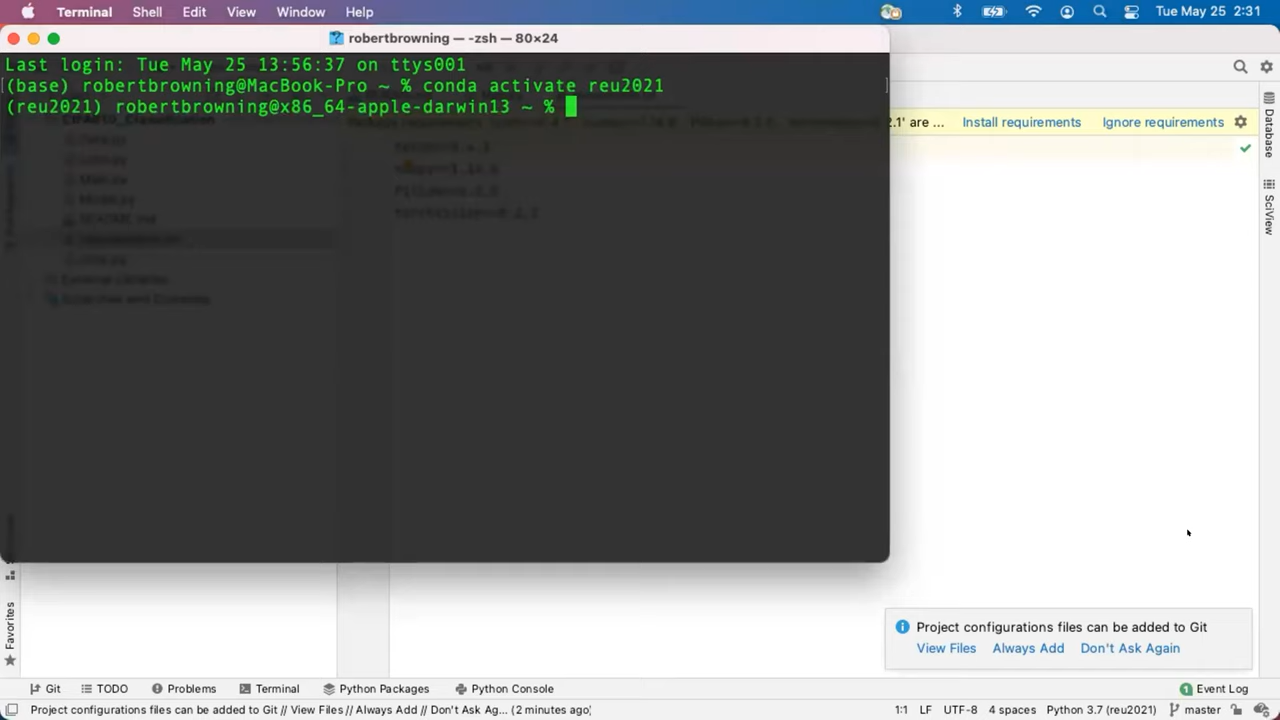 Terminal Shell Edit View Window Help Tue May 25 2:31
robertbrowning — -zsh — 80×24
Last login: Tue May 25 13:56:37 on ttys001
(base) robertbrowning@MacBook-Pro ~ % conda activate reu2021
(reu2021) robertbrowning@x86_64-apple-darwin13 ~ %
2.1' are ... Install requirements Ignore requirements
Database
SciView
Favorites
Project configurations files can be added to Git
View Files Always Add Don't Ask Again
Git TODO Problems Terminal Python Packages Python Console 1 Event Log
Project configurations files can be added to Git // View Files // Always Add // Don't Ask Ag... (2 minutes ago) 1:1 LF UTF-8 4 spaces Python 3.7 (reu2021) master